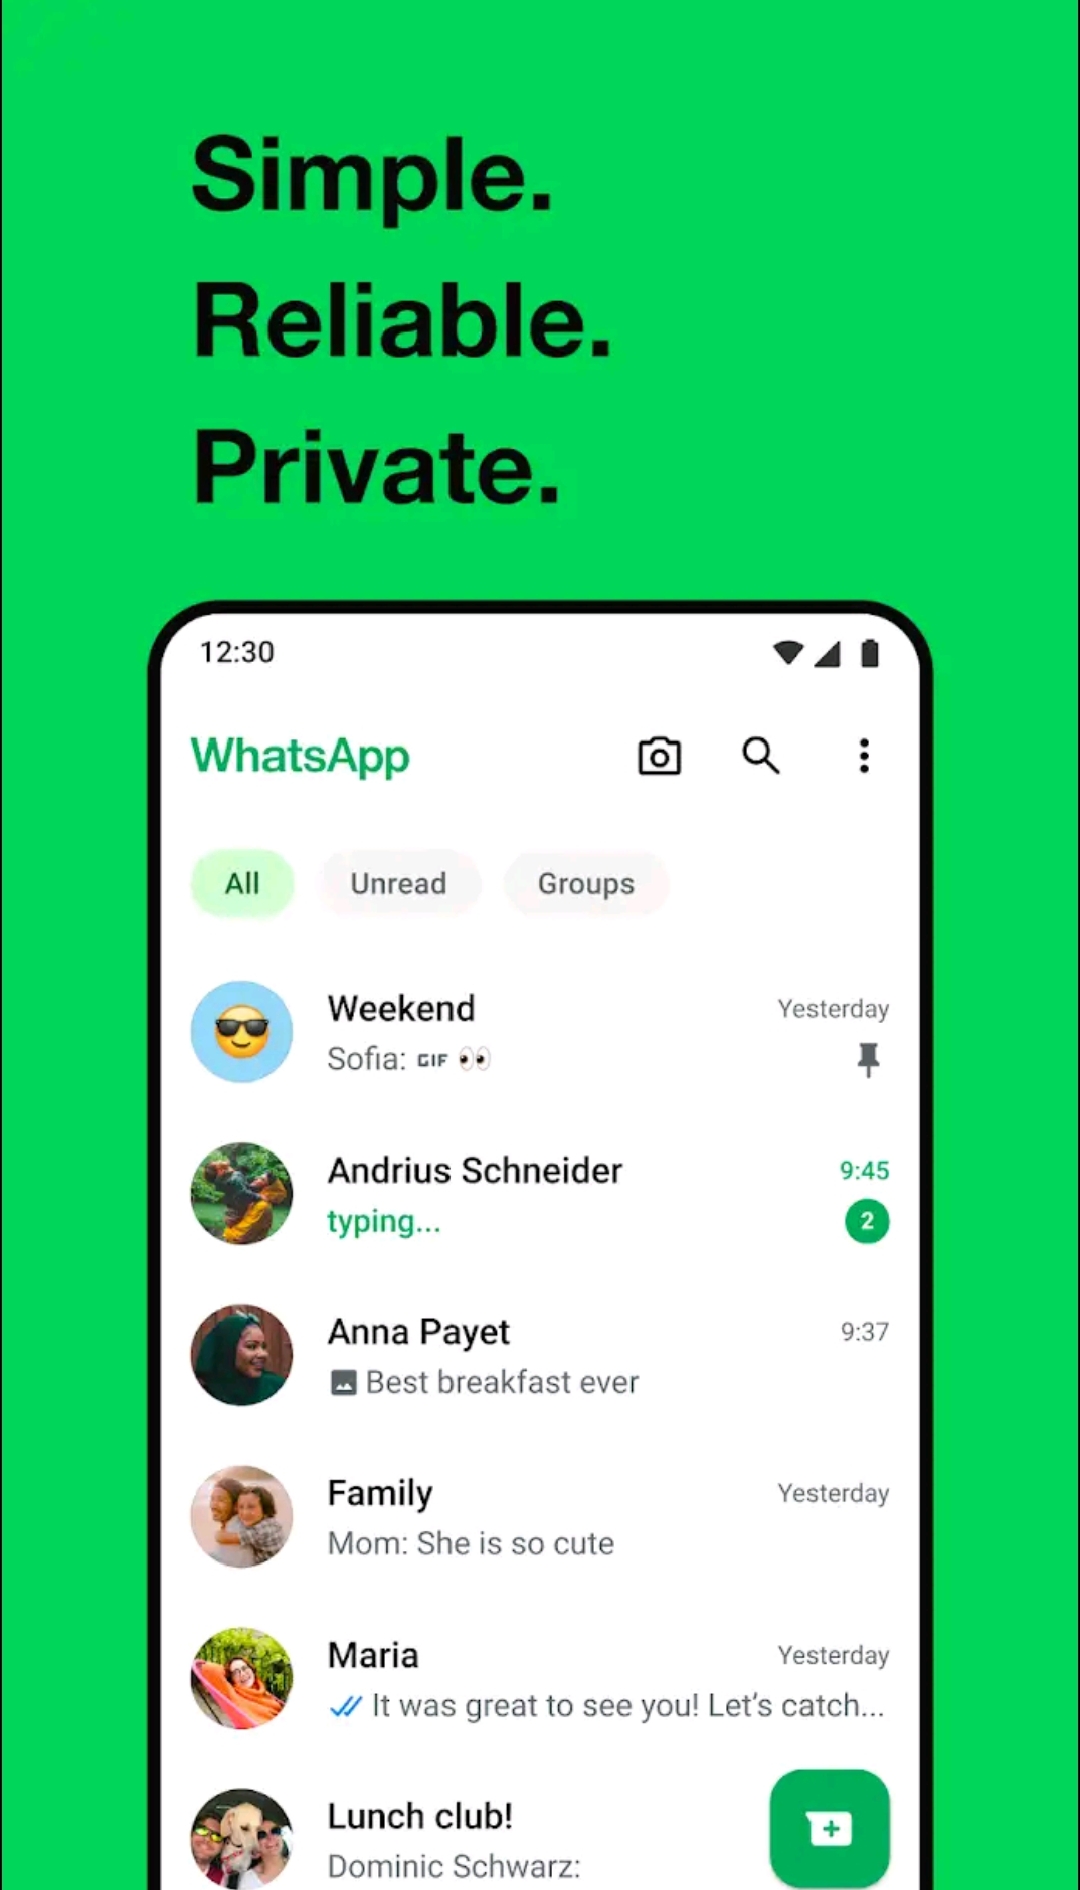 Simple.
Reliable.
Private.
12:30
WhatsApp
All Unread Groups
Weekend Yesterday
Sofia: GIF 👀
Andrius Schneider 9:45
typing... 2
Anna Payet 9:37
Best breakfast ever
Family Yesterday
Mom: She is so cute
Maria Yesterday
It was great to see you! Let’s catch...
Lunch club!
Dominic Schwarz: